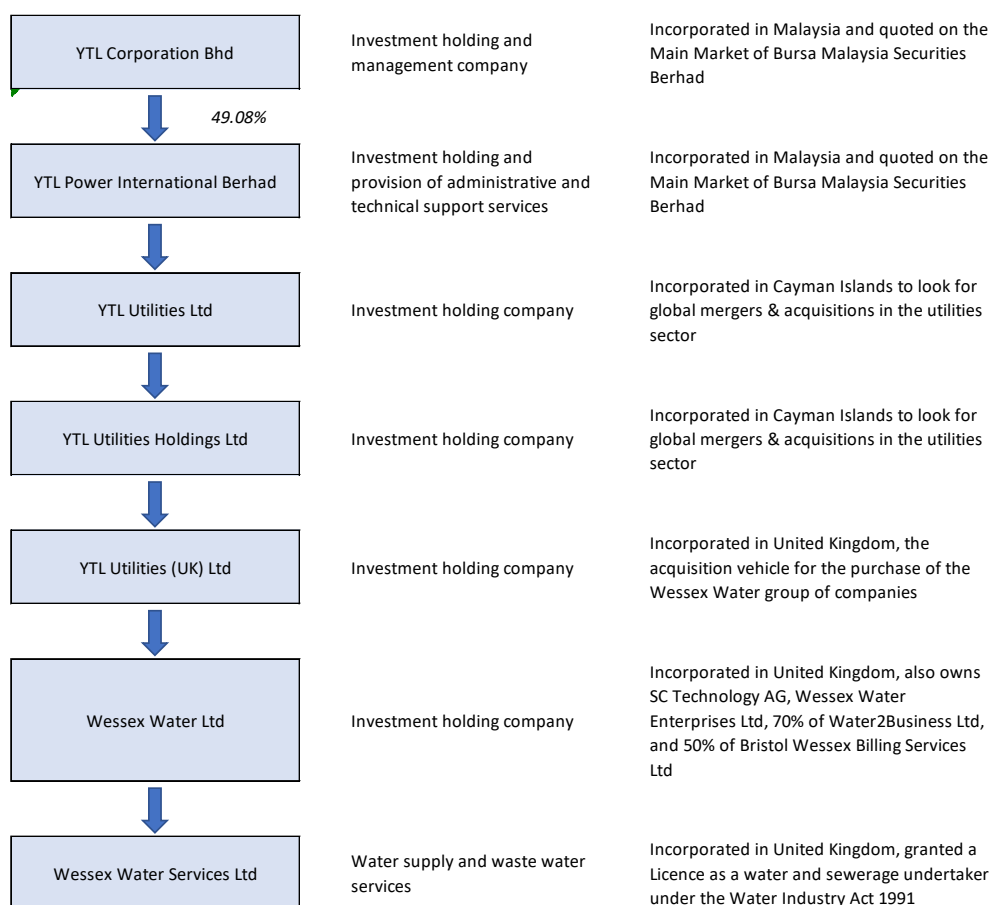 YTL Corporation Bhd
Investment holding and
management company
Incorporated in Malaysia and quoted on the
Main Market of Bursa Malaysia Securities
Berhad
49.08%
YTL Power International Berhad
Investment holding and
provision of administrative and
technical support services
Incorporated in Malaysia and quoted on the
Main Market of Bursa Malaysia Securities
Berhad
YTL Utilities Ltd
Investment holding company
Incorporated in Cayman Islands to look for
global mergers & acquisitions in the utilities
sector
YTL Utilities Holdings Ltd
Investment holding company
Incorporated in Cayman Islands to look for
global mergers & acquisitions in the utilities
sector
YTL Utilities (UK) Ltd
Investment holding company
Incorporated in United Kingdom, the
acquisition vehicle for the purchase of the
Wessex Water group of companies
Wessex Water Ltd
Investment holding company
Incorporated in United Kingdom, also owns
SC Technology AG, Wessex Water
Enterprises Ltd, 70% of Water2Business Ltd,
and 50% of Bristol Wessex Billing Services
Ltd
Wessex Water Services Ltd
Water supply and waste water
services
Incorporated in United Kingdom, granted a
Licence as a water and sewerage undertaker
under the Water Industry Act 1991